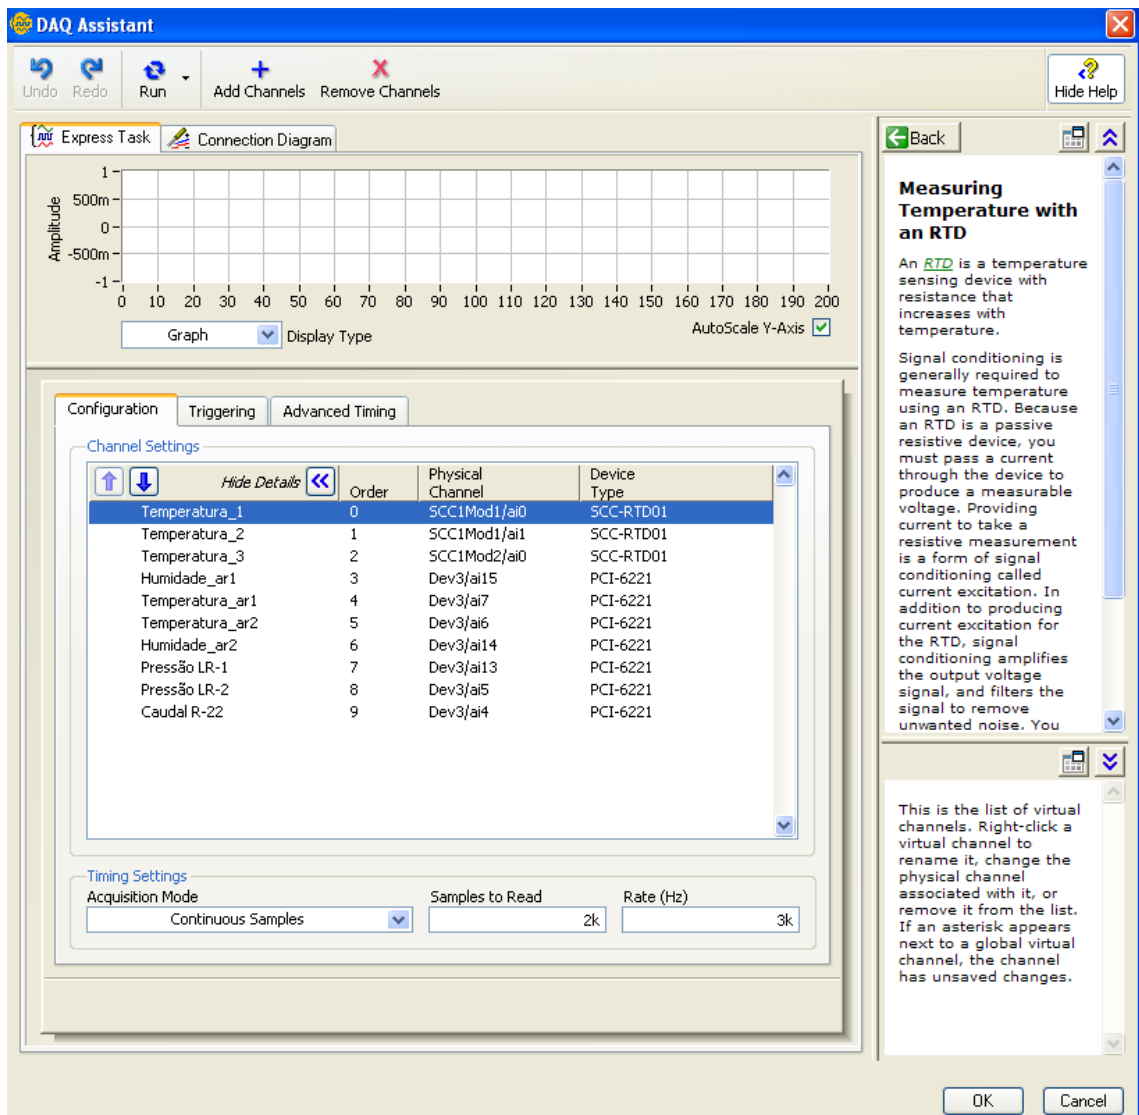 DAQ Assistant
Undo Redo Run Add Channels Remove Channels Hide Help
Express Task Connection Diagram
1
500m
0
-500m
-1
Amplitude
0 10 20 30 40 50 60 70 80 90 100 110 120 130 140 150 160 170 180 190 200
Graph Display Type AutoScale Y-Axis
Configuration Triggering Advanced Timing
Channel Settings
Hide Details Order Physical Channel Device Type
Temperatura_1 0 SCC1Mod1/ai0 SCC-RTD01
Temperatura_2 1 SCC1Mod1/ai1 SCC-RTD01
Temperatura_3 2 SCC1Mod2/ai0 SCC-RTD01
Humidade_ar1 3 Dev3/ai15 PCI-6221
Temperatura_ar1 4 Dev3/ai7 PCI-6221
Temperatura_ar2 5 Dev3/ai6 PCI-6221
Humidade_ar2 6 Dev3/ai14 PCI-6221
Pressão LR-1 7 Dev3/ai13 PCI-6221
Pressão LR-2 8 Dev3/ai5 PCI-6221
Caudal R-22 9 Dev3/ai4 PCI-6221
Timing Settings
Acquisition Mode Samples to Read Rate (Hz)
Continuous Samples 2k 3k
Back
Measuring
Temperature with
an RTD
An RTD is a temperature
sensing device with
resistance that
increases with
temperature.
Signal conditioning is
generally required to
measure temperature
using an RTD. Because
an RTD is a passive
resistive device, you
must pass a current
through the device to
produce a measurable
voltage. Providing
current to take a
resistive measurement
is a form of signal
conditioning called
current excitation. In
addition to producing
current excitation for
the RTD, signal
conditioning amplifies
the output voltage
signal, and filters the
signal to remove
unwanted noise. You
This is the list of virtual
channels. Right-click a
virtual channel to
rename it, change the
physical channel
associated with it, or
remove it from the list.
If an asterisk appears
next to a global virtual
channel, the channel
has unsaved changes.
OK Cancel